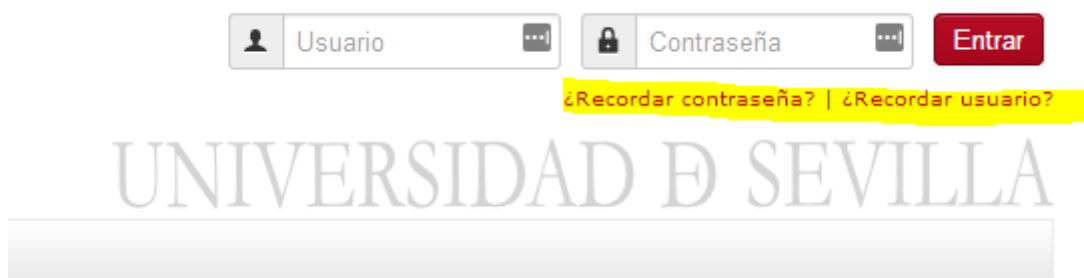 Usuario Contraseña Entrar
¿Recordar contraseña? | ¿Recordar usuario?
UNIVERSIDAD Ð SEVILLA